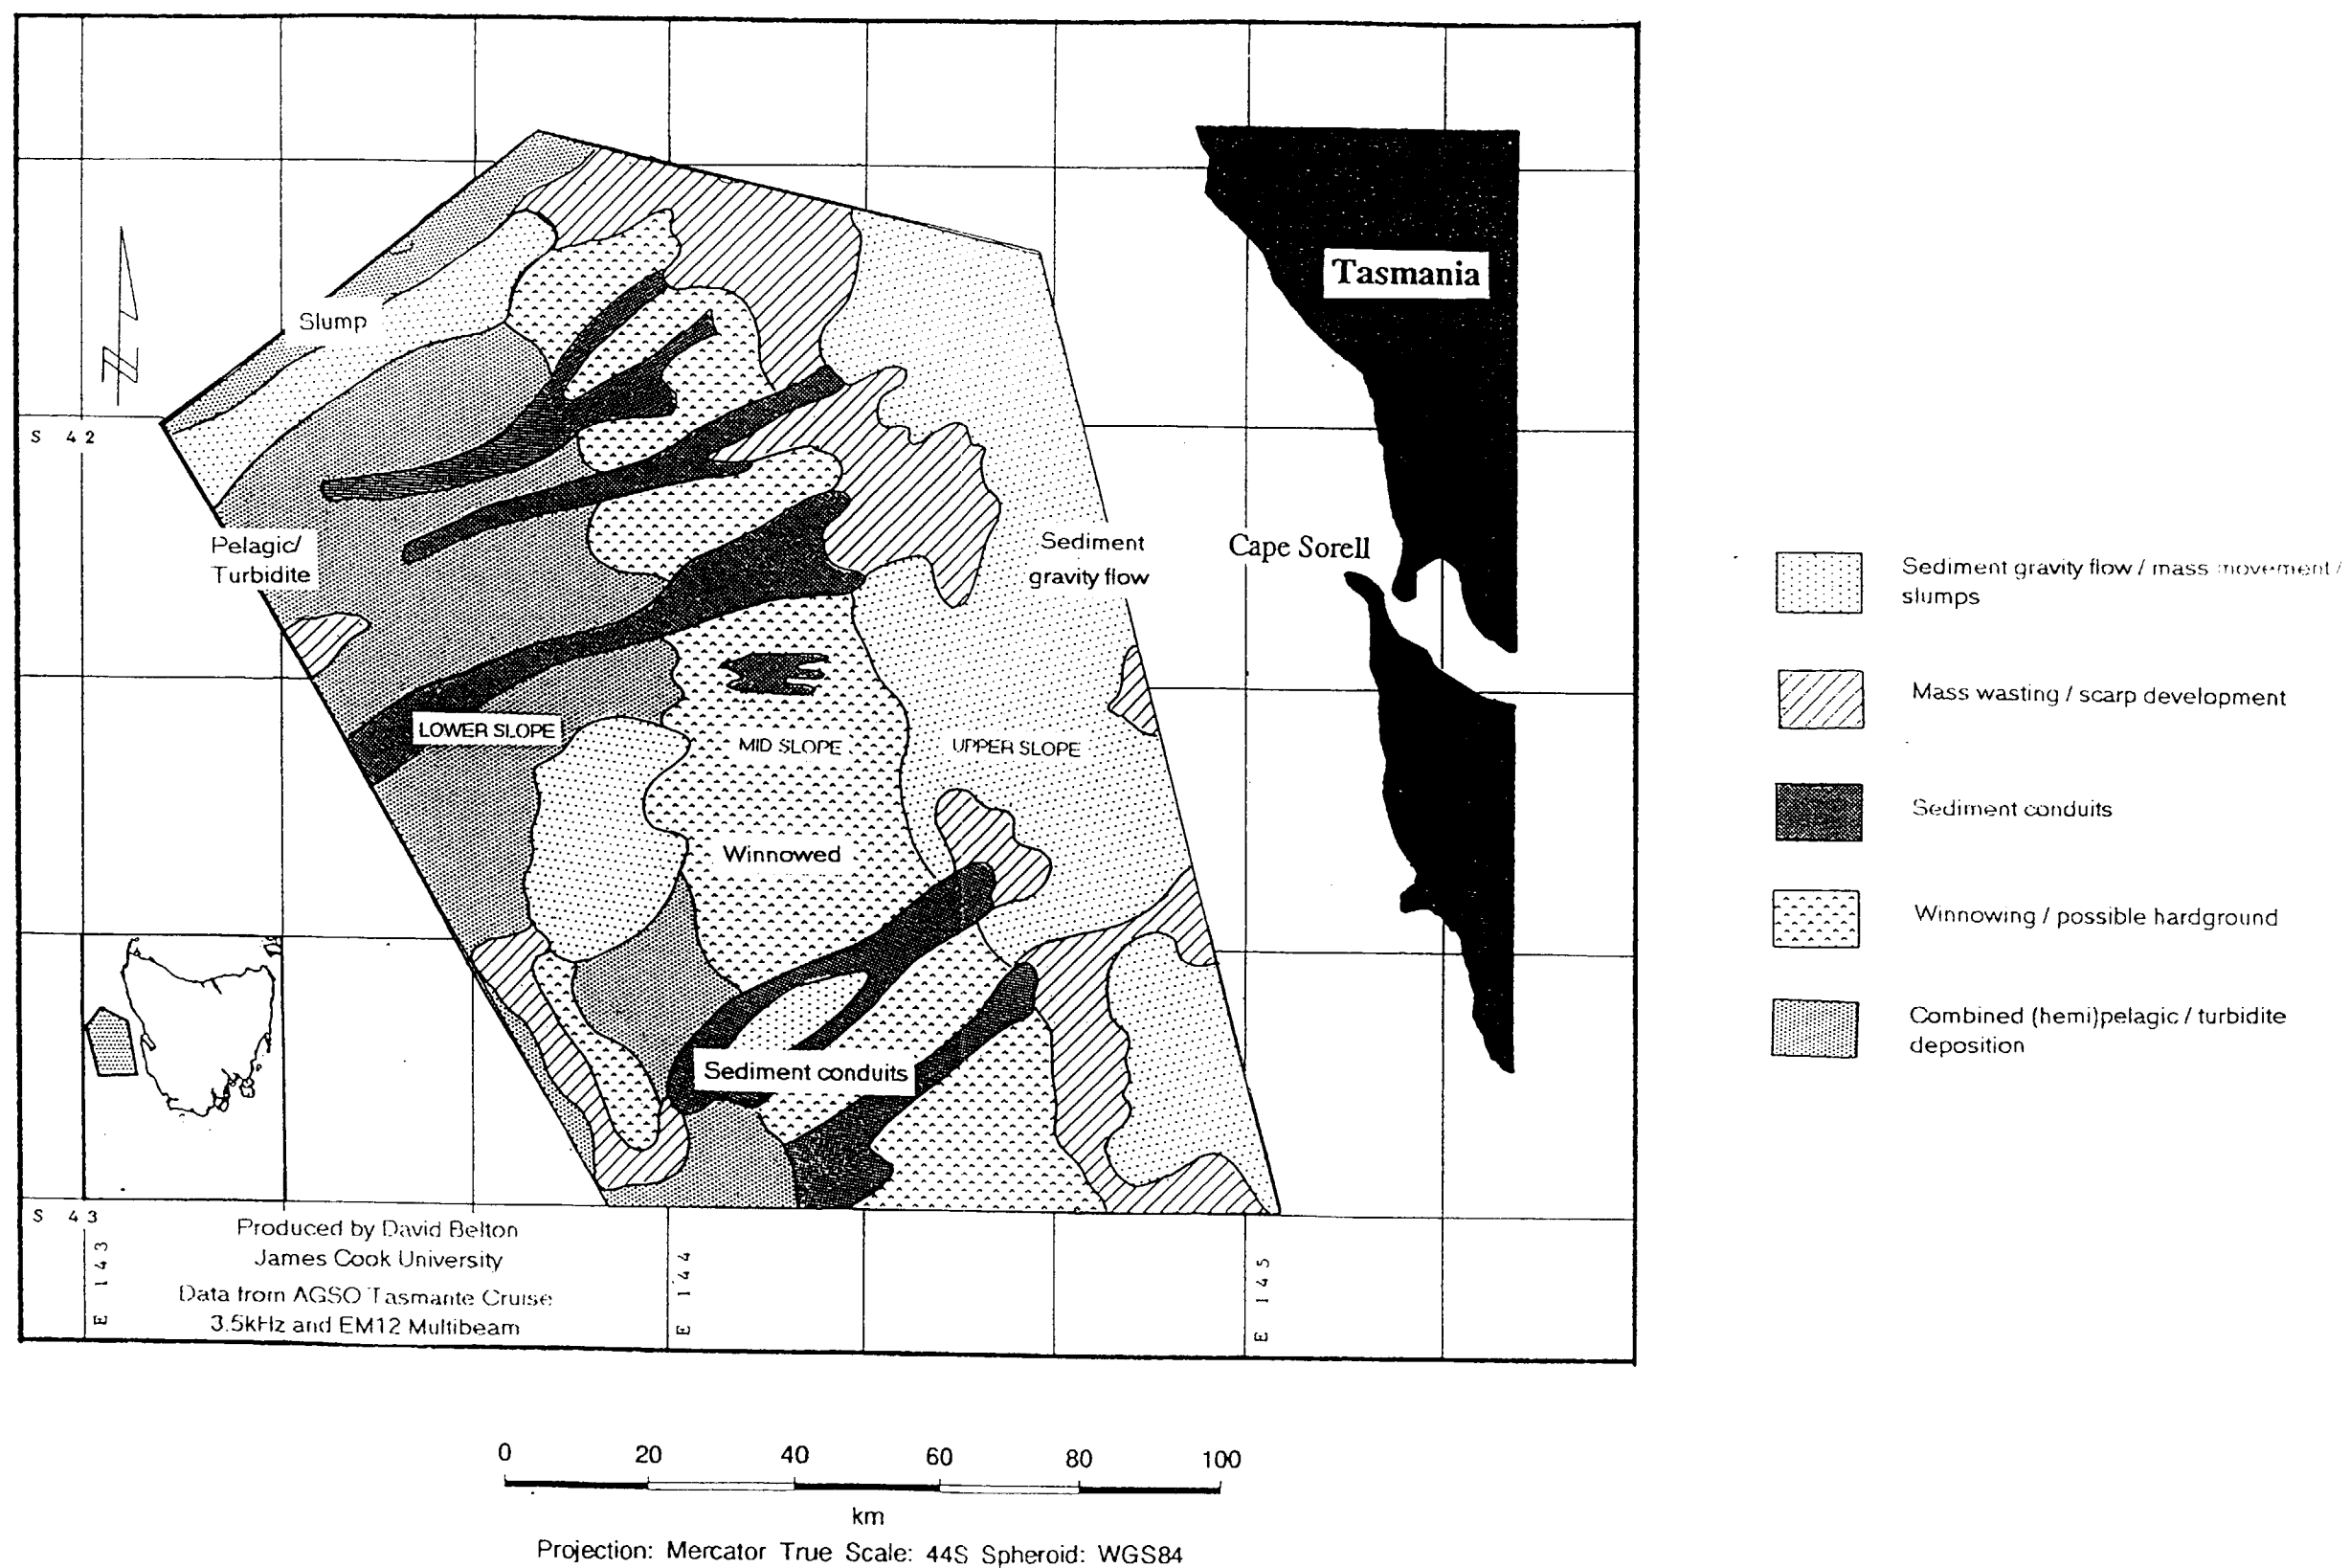 Tasmania
Slump
S 42
Pelagic/
Turbidite
Sediment
gravity flow
Cape Sorell
LOWER SLOPE
MID SLOPE
UPPER SLOPE
Winnowed
Sediment conduits
S 43
E 143
E 144
E 145
Produced by David Belton
James Cook University
Data from AGSO Tasmante Cruise
3.5kHz and EM12 Multibeam
Sediment gravity flow / mass movement /
slumps
Mass wasting / scarp development
Sediment conduits
Winnowing / possible hardground
Combined (hemi)pelagic / turbidite
deposition
0 20 40 60 80 100
km
Projection: Mercator True Scale: 44S Spheroid: WGS84